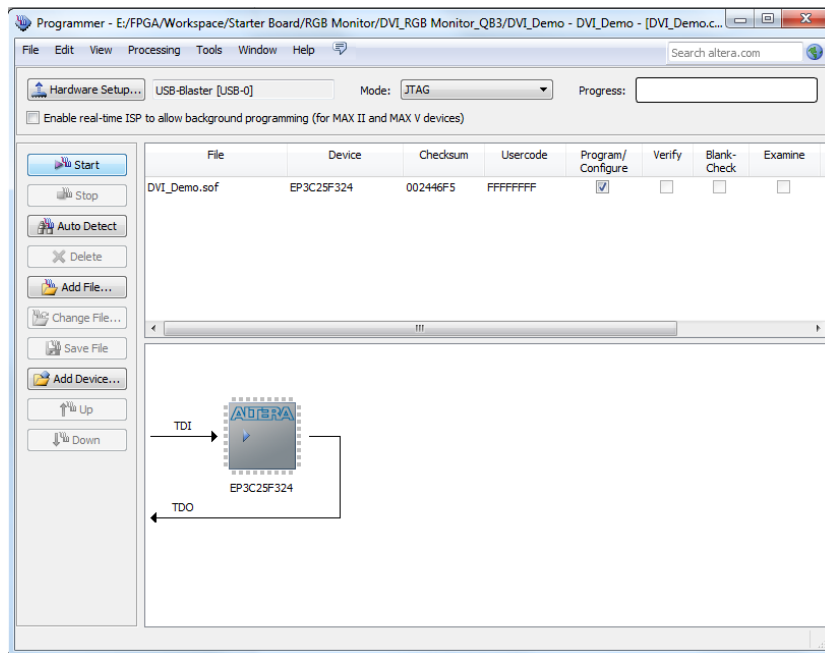 Programmer - E:/FPGA/Workspace/Starter Board/RGB Monitor/DVI_RGB Monitor_QB3/DVI_Demo - DVI_Demo - [DVI_Demo.c...
File Edit View Processing Tools Window Help
Search altera.com
Hardware Setup... USB-Blaster [USB-0] Mode: JTAG Progress:
Enable real-time ISP to allow background programming (for MAX II and MAX V devices)
Start
Stop
Auto Detect
Delete
Add File...
Change File...
Save File
Add Device...
Up
Down
File Device Checksum Usercode Program/ Configure Verify Blank- Check Examine
DVI_Demo.sof EP3C25F324 002446F5 FFFFFFFF
ALTERA
TDI
EP3C25F324
TDO